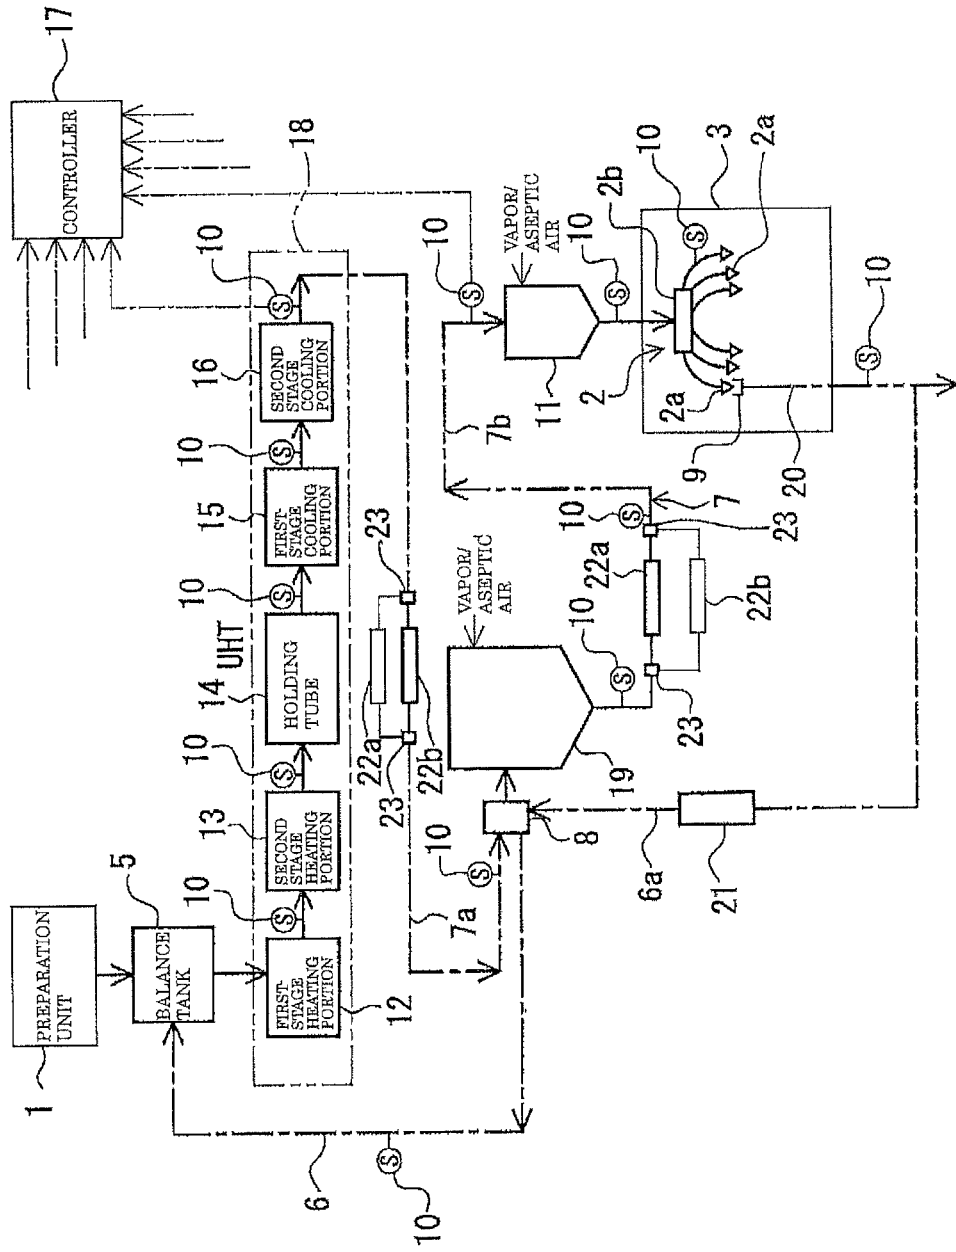 1
PREPARATION
UNIT
5
BALANCE
TANK
6
10
12
FIRST-
STAGE
HEATING
PORTION
10
13
SECOND
STAGE
HEATING
PORTION
10
14
UHT
HOLDING
TUBE
10
15
FIRST-
STAGE
COOLING
PORTION
10
16
SECOND
STAGE
COOLING
PORTION
10
18
17
CONTROLLER
S
S
S
S
S
S
22a
22b
23
23
7a
10
S
8
19
VAPOR/
ASEPTIC
AIR
10
S
23
22a
22b
23
10
S
7
7b
10
S
11
VAPOR/
ASEPTIC
AIR
10
S
2
2b
10
S
3
2a
2a
9
20
10
S
6a
21